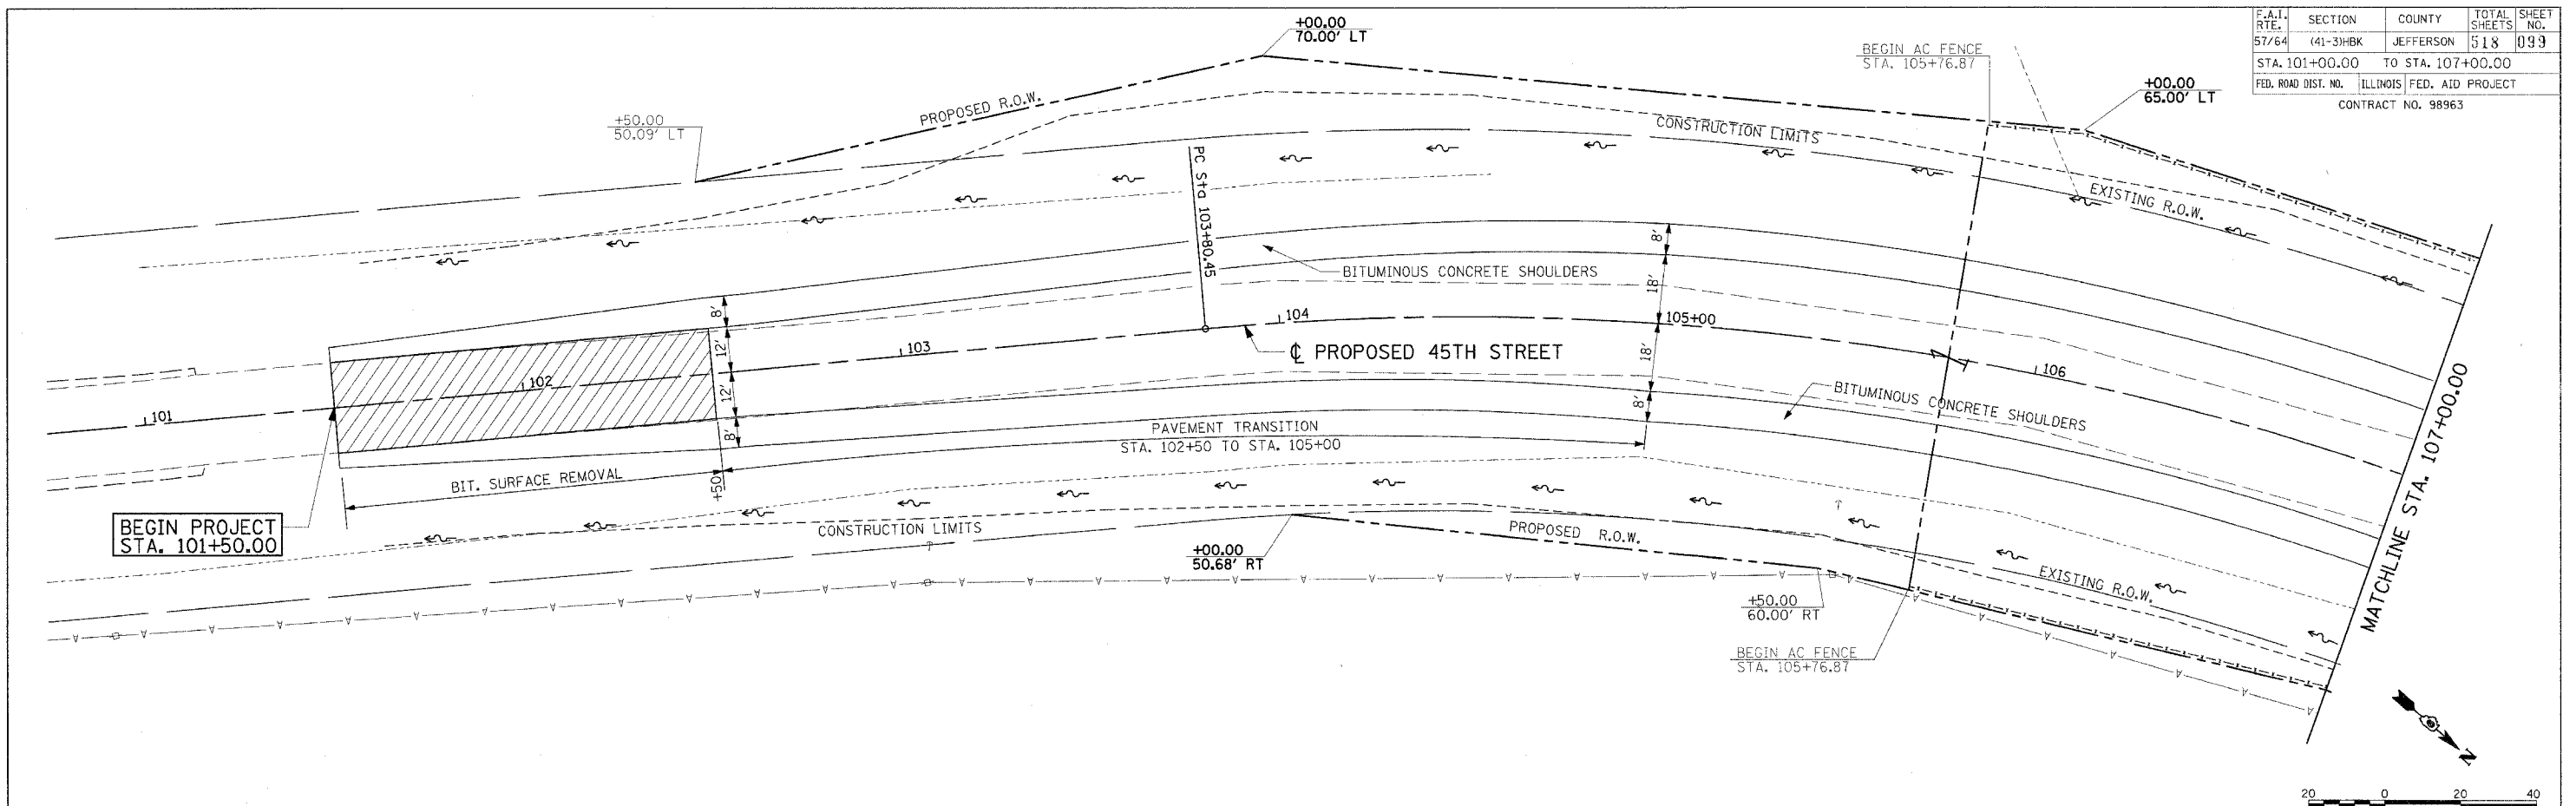 F.A.I. RTE. SECTION COUNTY TOTAL SHEETS SHEET NO.
57/64 (41-3)HBK JEFFERSON 518 099
STA. 101+00.00 TO STA. 107+00.00
FED. ROAD DIST. NO. ILLINOIS FED. AID PROJECT
CONTRACT NO. 98963
+00.00
70.00' LT
BEGIN AC FENCE
STA. 105+76.87
+00.00
65.00' LT
+50.00
50.09' LT
PROPOSED R.O.W.
CONSTRUCTION LIMITS
PC Sta 103+80.45
EXISTING R.O.W.
BITUMINOUS CONCRETE SHOULDERS
8'
18'
18'
8'
8'
12'
12'
8'
101
102
103
104
105+00
106
℄ PROPOSED 45TH STREET
BITUMINOUS CONCRETE SHOULDERS
PAVEMENT TRANSITION
STA. 102+50 TO STA. 105+00
BIT. SURFACE REMOVAL
+50
BEGIN PROJECT
STA. 101+50.00
CONSTRUCTION LIMITS
+00.00
50.68' RT
PROPOSED R.O.W.
+50.00
60.00' RT
EXISTING R.O.W.
BEGIN AC FENCE
STA. 105+76.87
MATCHLINE STA. 107+00.00
N
20 0 20 40